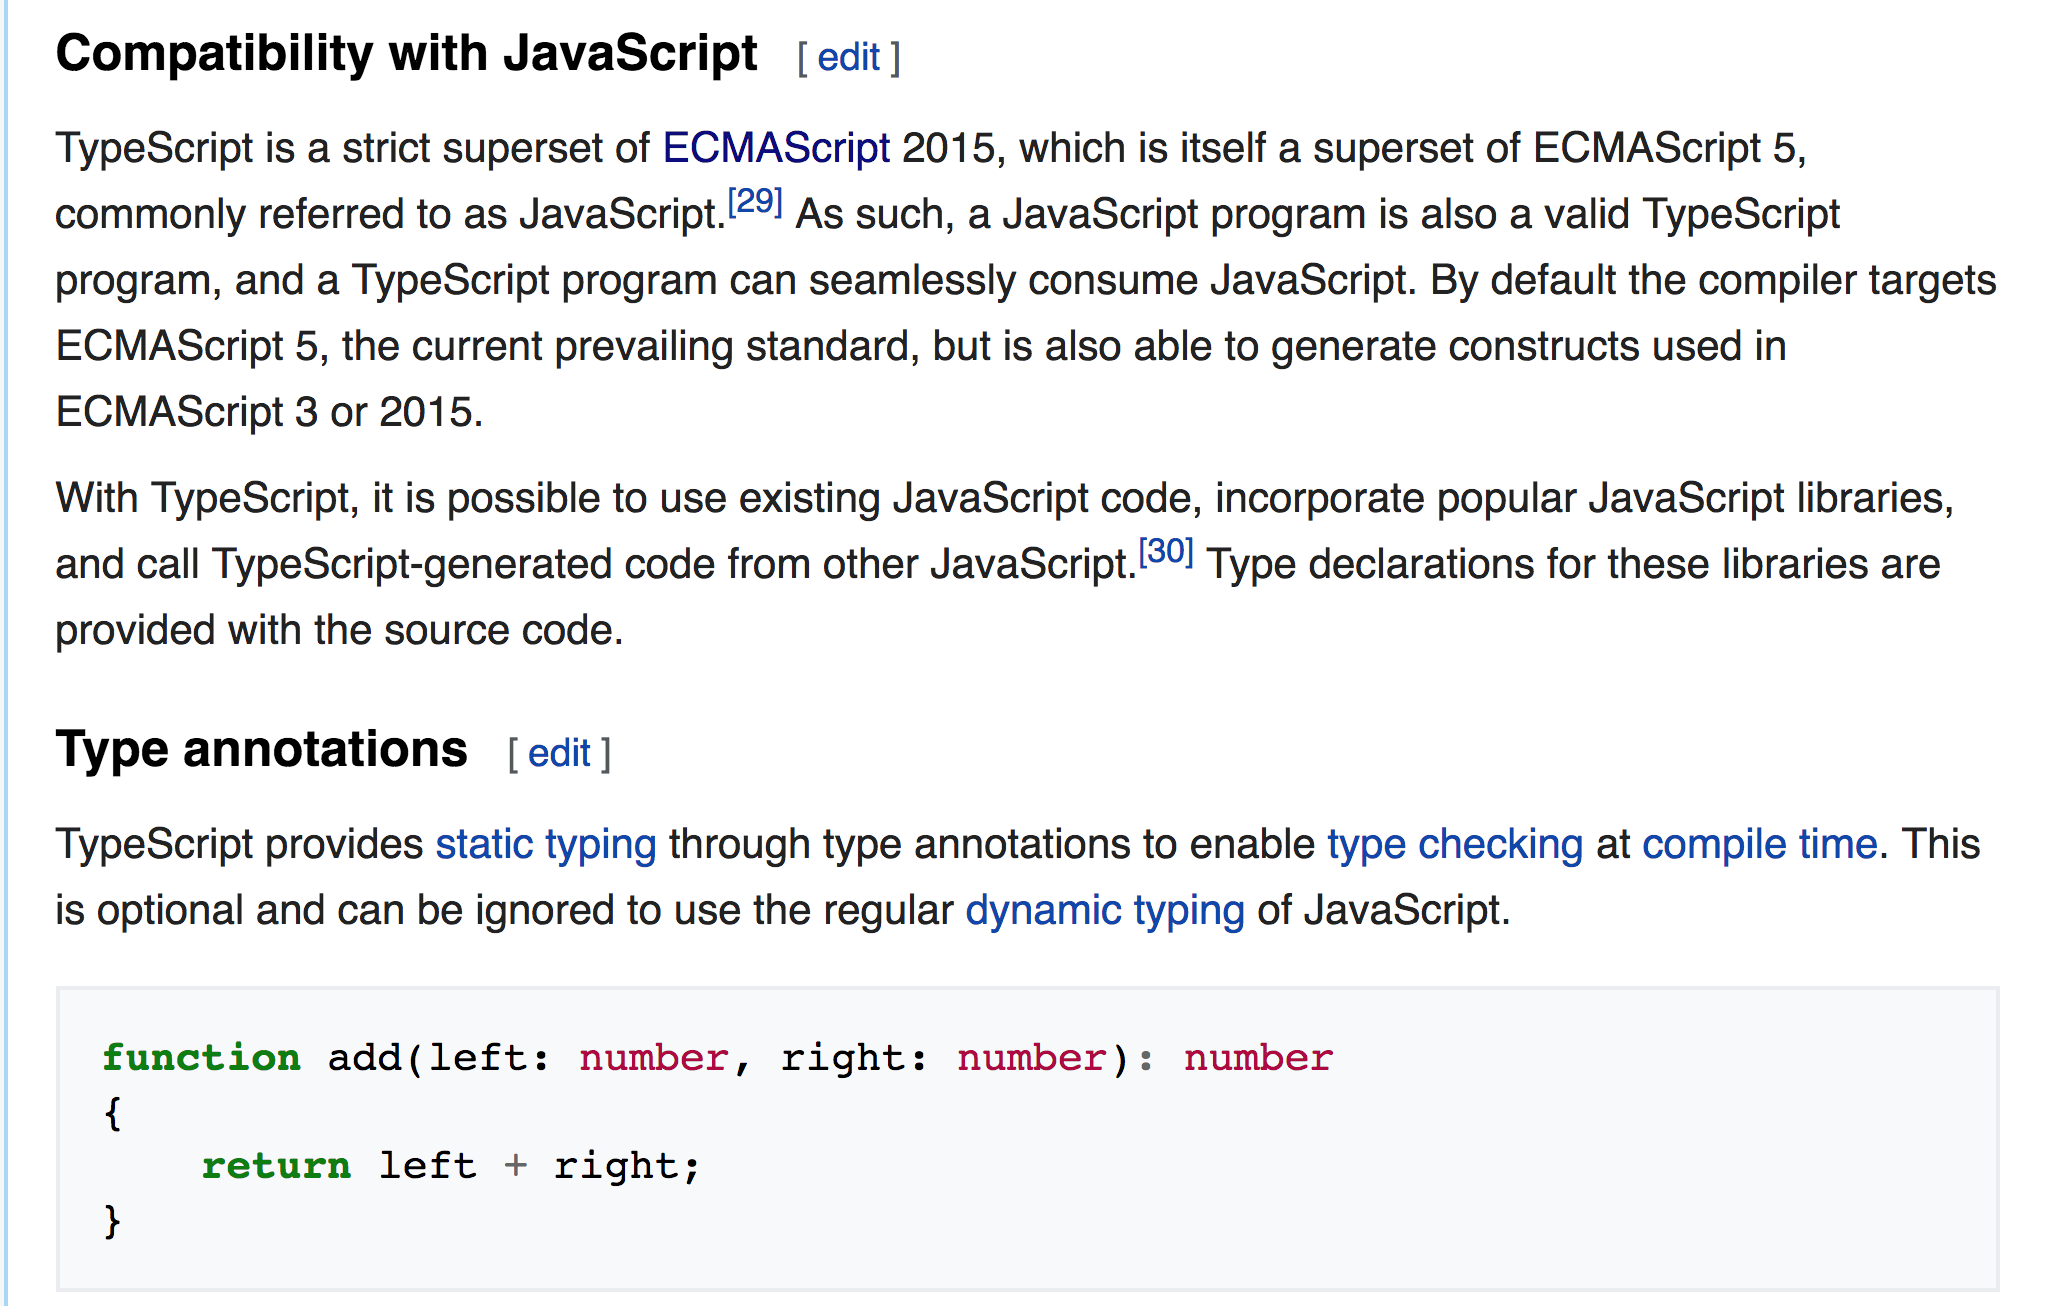 Compatibility with JavaScript [ edit ]
TypeScript is a strict superset of ECMAScript 2015, which is itself a superset of ECMAScript 5,
commonly referred to as JavaScript.[29] As such, a JavaScript program is also a valid TypeScript
program, and a TypeScript program can seamlessly consume JavaScript. By default the compiler targets
ECMAScript 5, the current prevailing standard, but is also able to generate constructs used in
ECMAScript 3 or 2015.
With TypeScript, it is possible to use existing JavaScript code, incorporate popular JavaScript libraries,
and call TypeScript-generated code from other JavaScript.[30] Type declarations for these libraries are
provided with the source code.
Type annotations [ edit ]
TypeScript provides static typing through type annotations to enable type checking at compile time. This
is optional and can be ignored to use the regular dynamic typing of JavaScript.
function add(left: number, right: number): number
{
    return left + right;
}